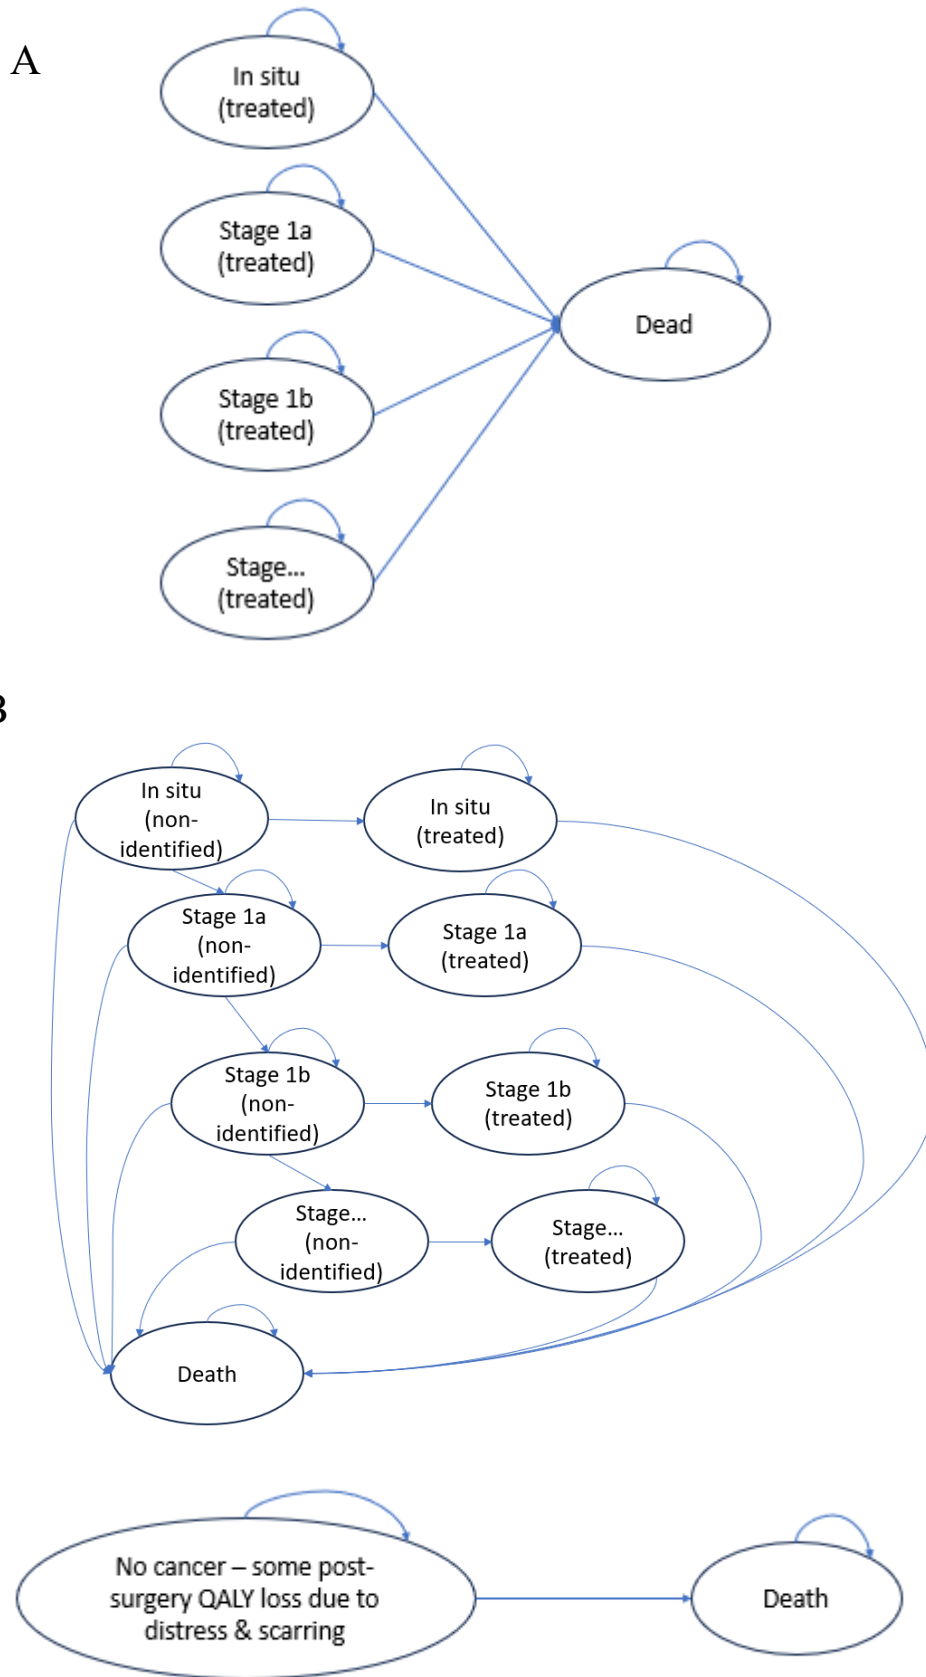 A
In situ
(treated)
Stage 1a
(treated)
Dead
Stage 1b
(treated)
Stage...
(treated)
B
In situ
(non-
identified)
In situ
(treated)
Stage 1a
(non-
identified)
Stage 1a
(treated)
Stage 1b
(non-
identified)
Stage 1b
(treated)
Stage...
(non-
identified)
Stage...
(treated)
Death
No cancer – some post-
surgery QALY loss due to
distress & scarring
Death